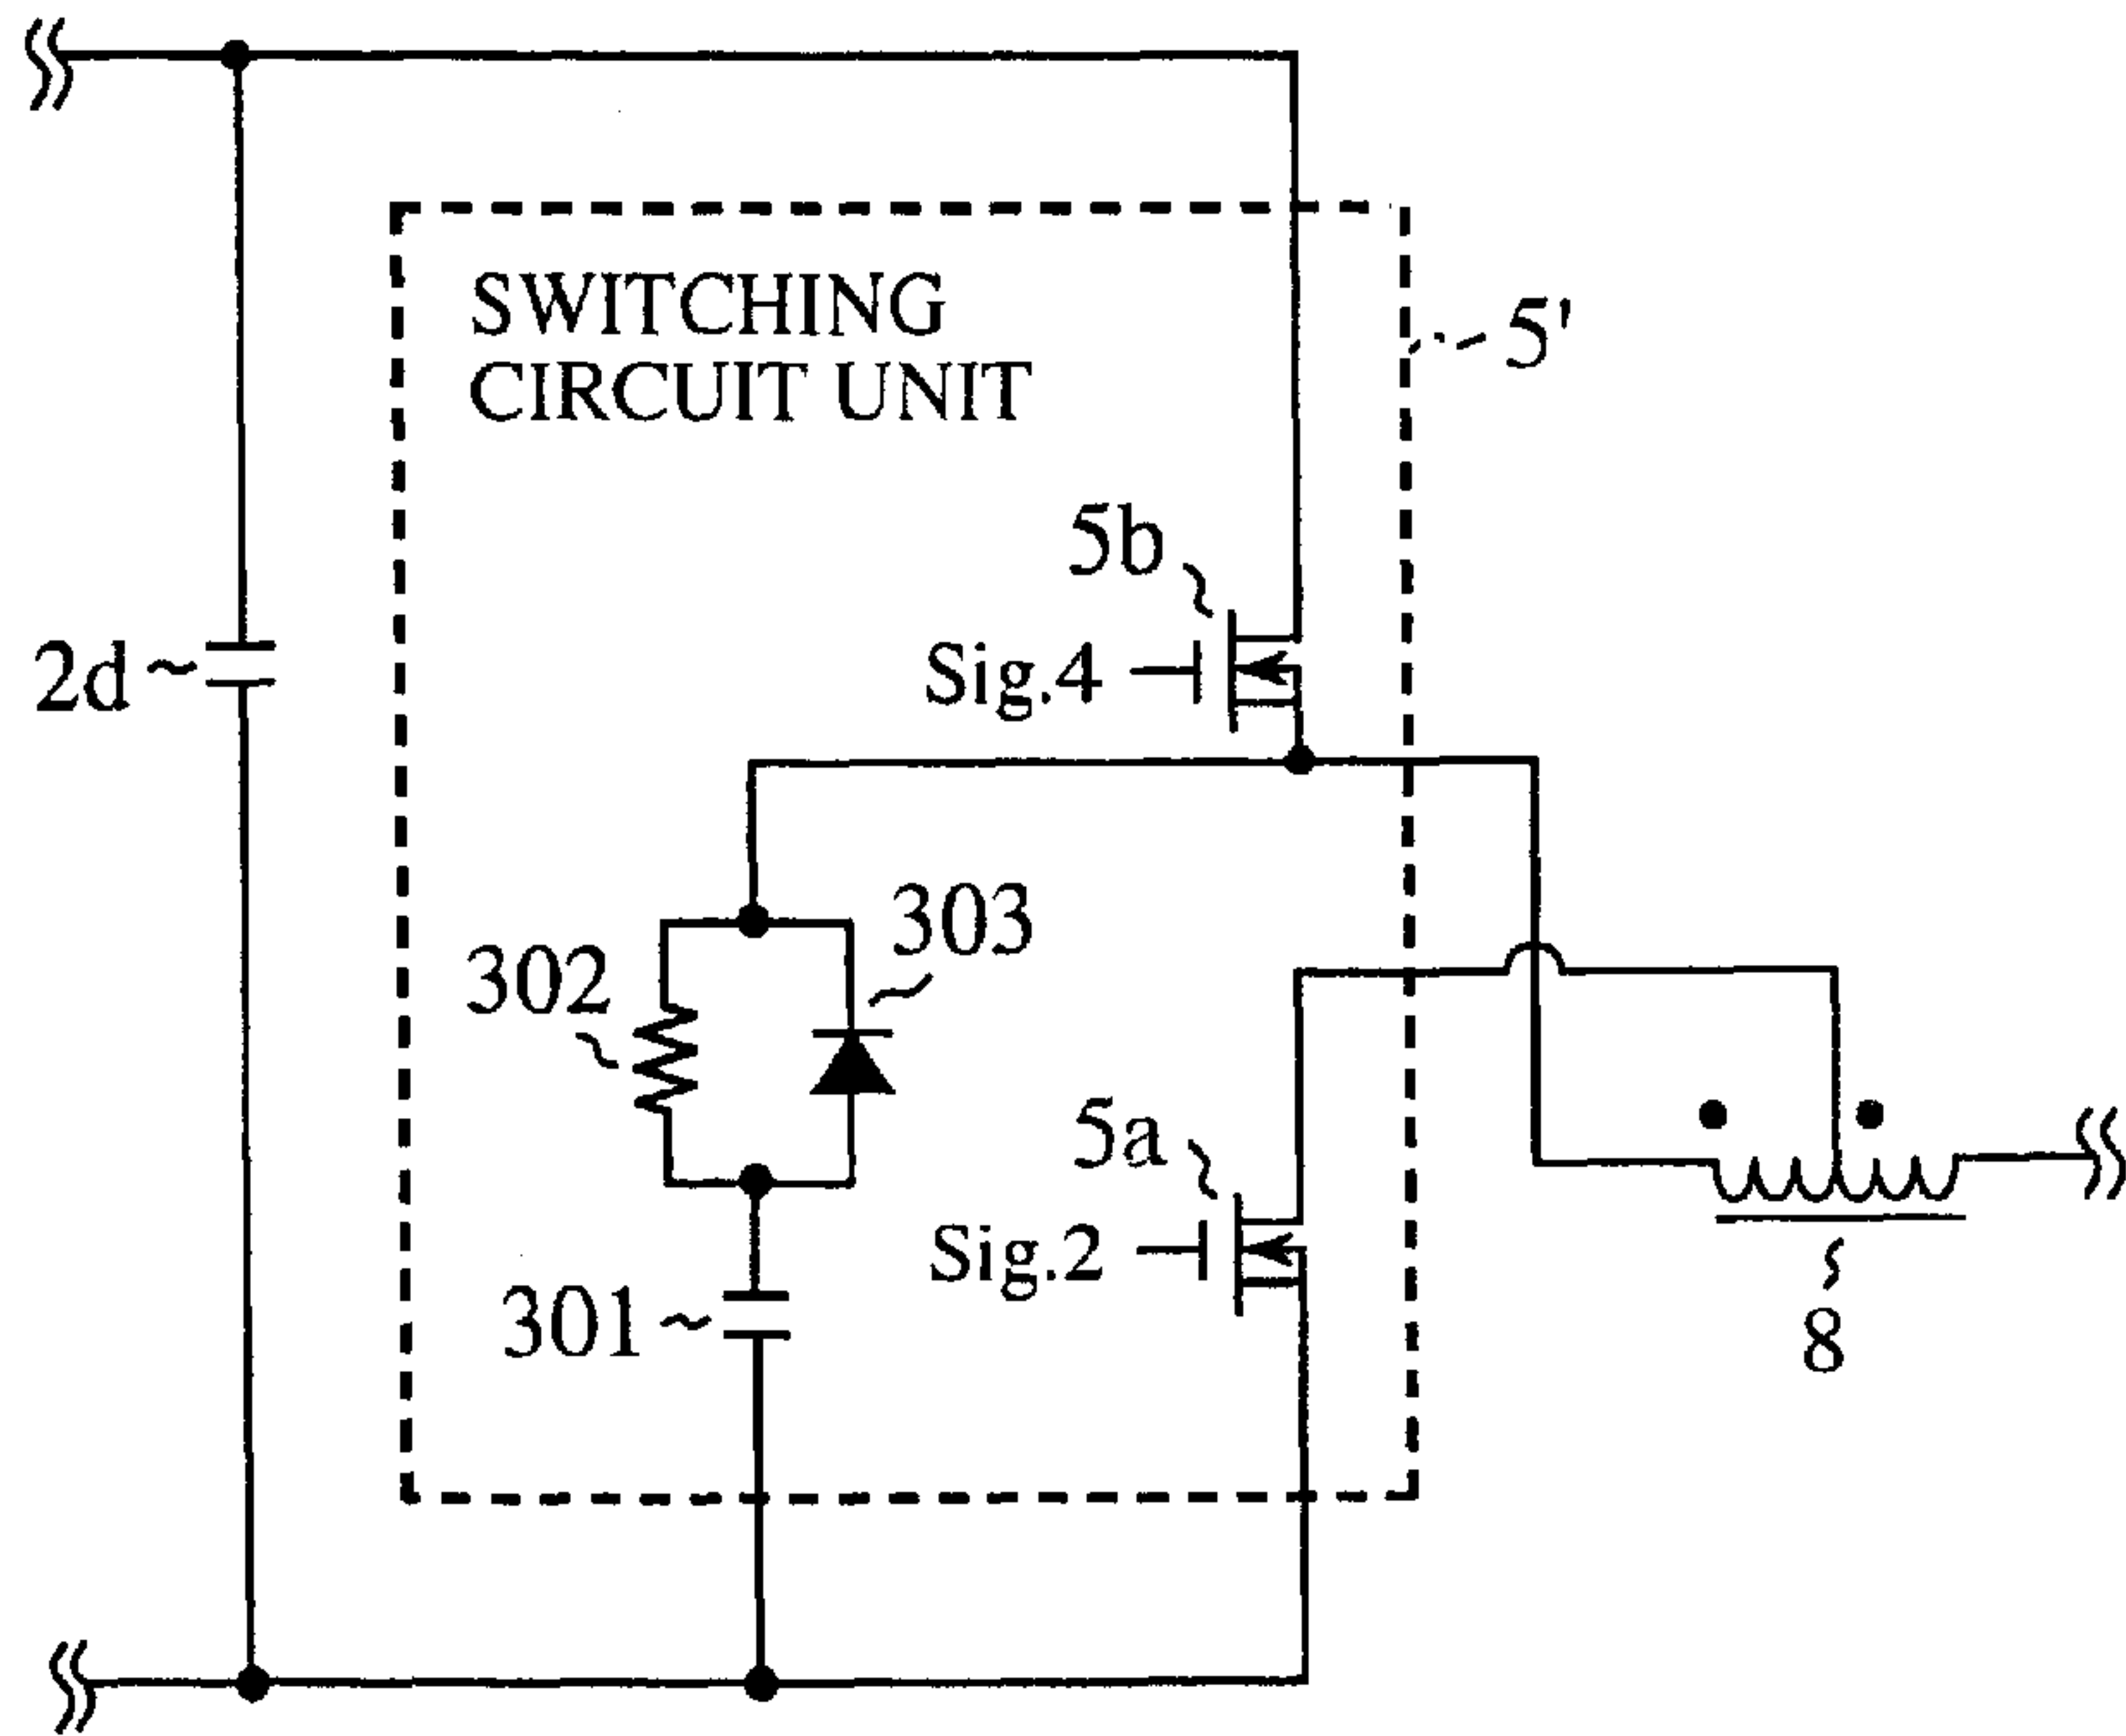 SWITCHING
CIRCUIT UNIT
5'
5b
2d
Sig.4
303
302
5a
Sig.2
301
8